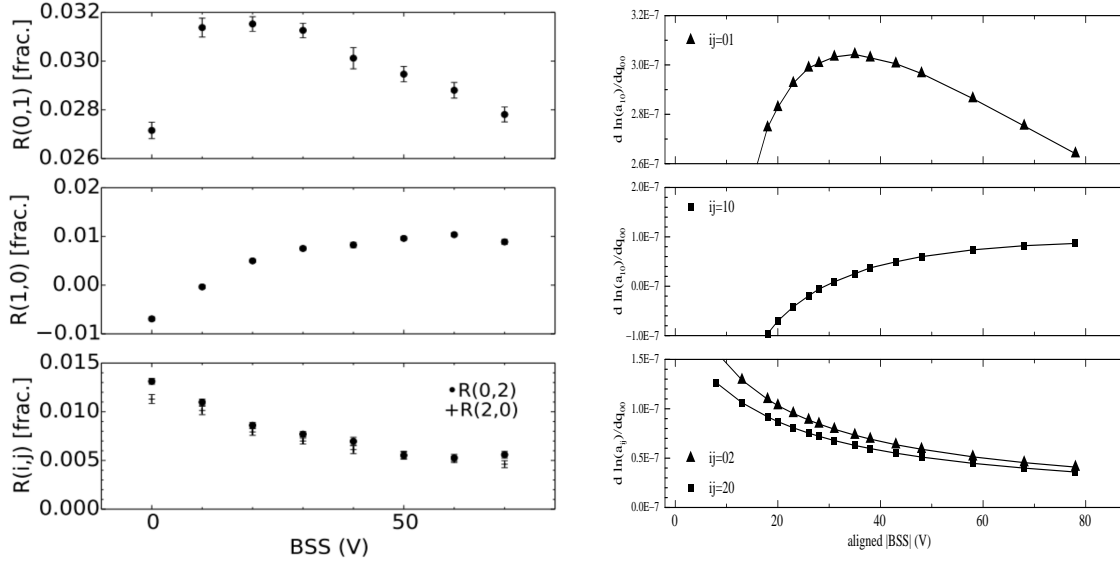 0.032
0.030
0.028
0.026
R(0,1) [frac.]
0.02
0.01
0.00
−0.01
R(1,0) [frac.]
0.015
0.010
0.005
0.000
R(i,j) [frac.]
R(0,2)
+R(2,0)
0 50
BSS (V)
3.2E−7
3.0E−7
2.8E−7
2.6E−7
d ln(a10)/dq00
ij=01
2.0E−7
1.0E−7
0.0E−7
−1.0E−7
d ln(a10)/dq00
ij=10
1.5E−7
1.0E−7
0.5E−7
0.0E−7
d ln(aij)/dq00
ij=02
ij=20
0 20 40 60 80
aligned |BSS| (V)